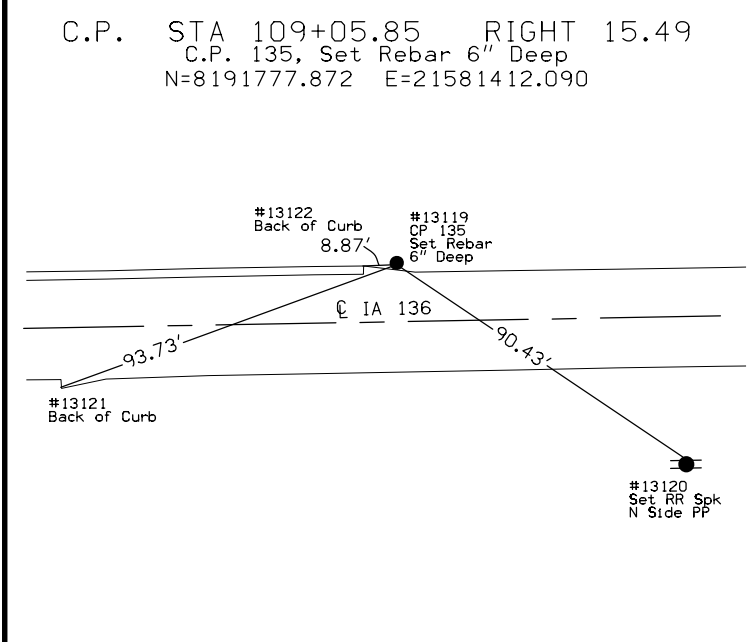 C.P. STA 109+05.85 RIGHT 15.49
C.P. 135, Set Rebar 6" Deep
N=8191777.872 E=21581412.090
#13122
Back of Curb
8.87'
#13119
CP 135
Set Rebar
6" Deep
℄ IA 136
93.73'
90.43'
#13121
Back of Curb
#13120
Set RR Spk
N Side PP